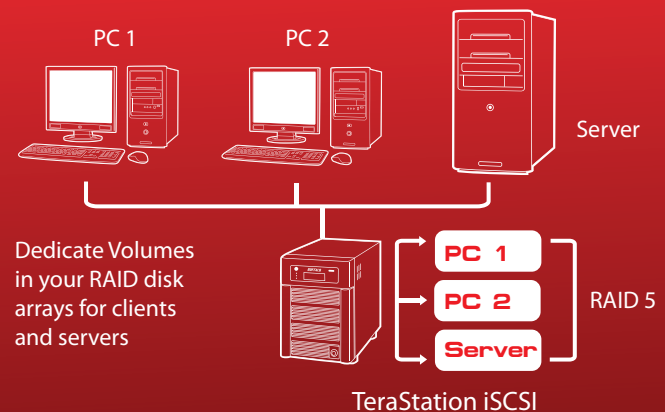 PC 1
PC 2
Server
Dedicate Volumes
in your RAID disk
arrays for clients
and servers
PC 1
PC 2
Server
RAID 5
TeraStation iSCSI